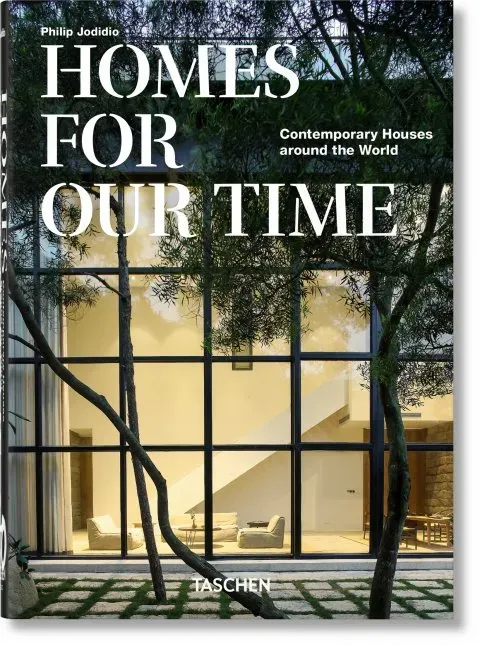 Philip Jodidio
HOMES
FOR
Contemporary Houses
around the World
OUR TIME
TASCHEN